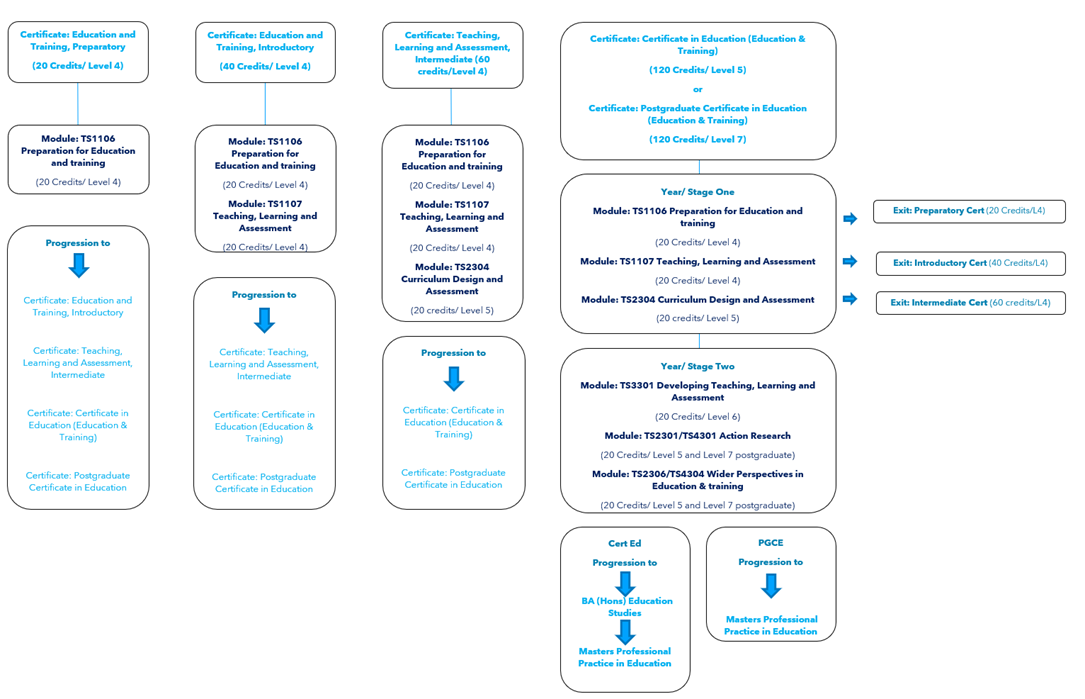 Certificate: Education and
Training, Preparatory
(20 Credits/ Level 4)
Module: TS1106
Preparation for Education
and training
(20 Credits/ Level 4)
Progression to
Certificate: Education and
Training, Introductory
Certificate: Teaching,
Learning and Assessment,
Intermediate
Certificate: Certificate in
Education (Education &
Training)
Certificate: Postgraduate
Certificate in Education
Certificate: Education and
Training, Introductory
(40 Credits/ Level 4)
Module: TS1106
Preparation for
Education and training
(20 Credits/ Level 4)
Module: TS1107
Teaching, Learning and
Assessment
(20 Credits/ Level 4)
Progression to
Certificate: Teaching,
Learning and Assessment,
Intermediate
Certificate: Certificate in
Education (Education &
Training)
Certificate: Postgraduate
Certificate in Education
Certificate: Teaching,
Learning and Assessment,
Intermediate (60
credits/Level 4)
Module: TS1106
Preparation for
Education and training
(20 Credits/ Level 4)
Module: TS1107
Teaching, Learning and
Assessment
(20 Credits/ Level 4)
Module: TS2304
Curriculum Design and
Assessment
(20 credits/ Level 5)
Progression to
Certificate: Certificate in
Education (Education &
Training)
Certificate: Postgraduate
Certificate in Education
Certificate: Certificate in Education (Education &
Training)
(120 Credits/ Level 5)
or
Certificate: Postgraduate Certificate in Education
(Education & Training)
(120 Credits/ Level 7)
Year/ Stage One
Module: TS1106 Preparation for Education and
training
(20 Credits/ Level 4)
Module: TS1107 Teaching, Learning and Assessment
(20 Credits/ Level 4)
Module: TS2304 Curriculum Design and Assessment
(20 credits/ Level 5)
Exit: Preparatory Cert (20 Credits/L4)
Exit: Introductory Cert (40 Credits/L4)
Exit: Intermediate Cert (60 credits/L4)
Year/ Stage Two
Module: TS3301 Developing Teaching, Learning and
Assessment
(20 Credits/ Level 6)
Module: TS2301/TS4301 Action Research
(20 Credits/ Level 5 and Level 7 postgraduate)
Module: TS2306/TS4304 Wider Perspectives in
Education & training
(20 Credits/ Level 5 and Level 7 postgraduate)
Cert Ed
Progression to
BA (Hons) Education
Studies
Masters Professional
Practice in Education
PGCE
Progression to
Masters Professional
Practice in Education